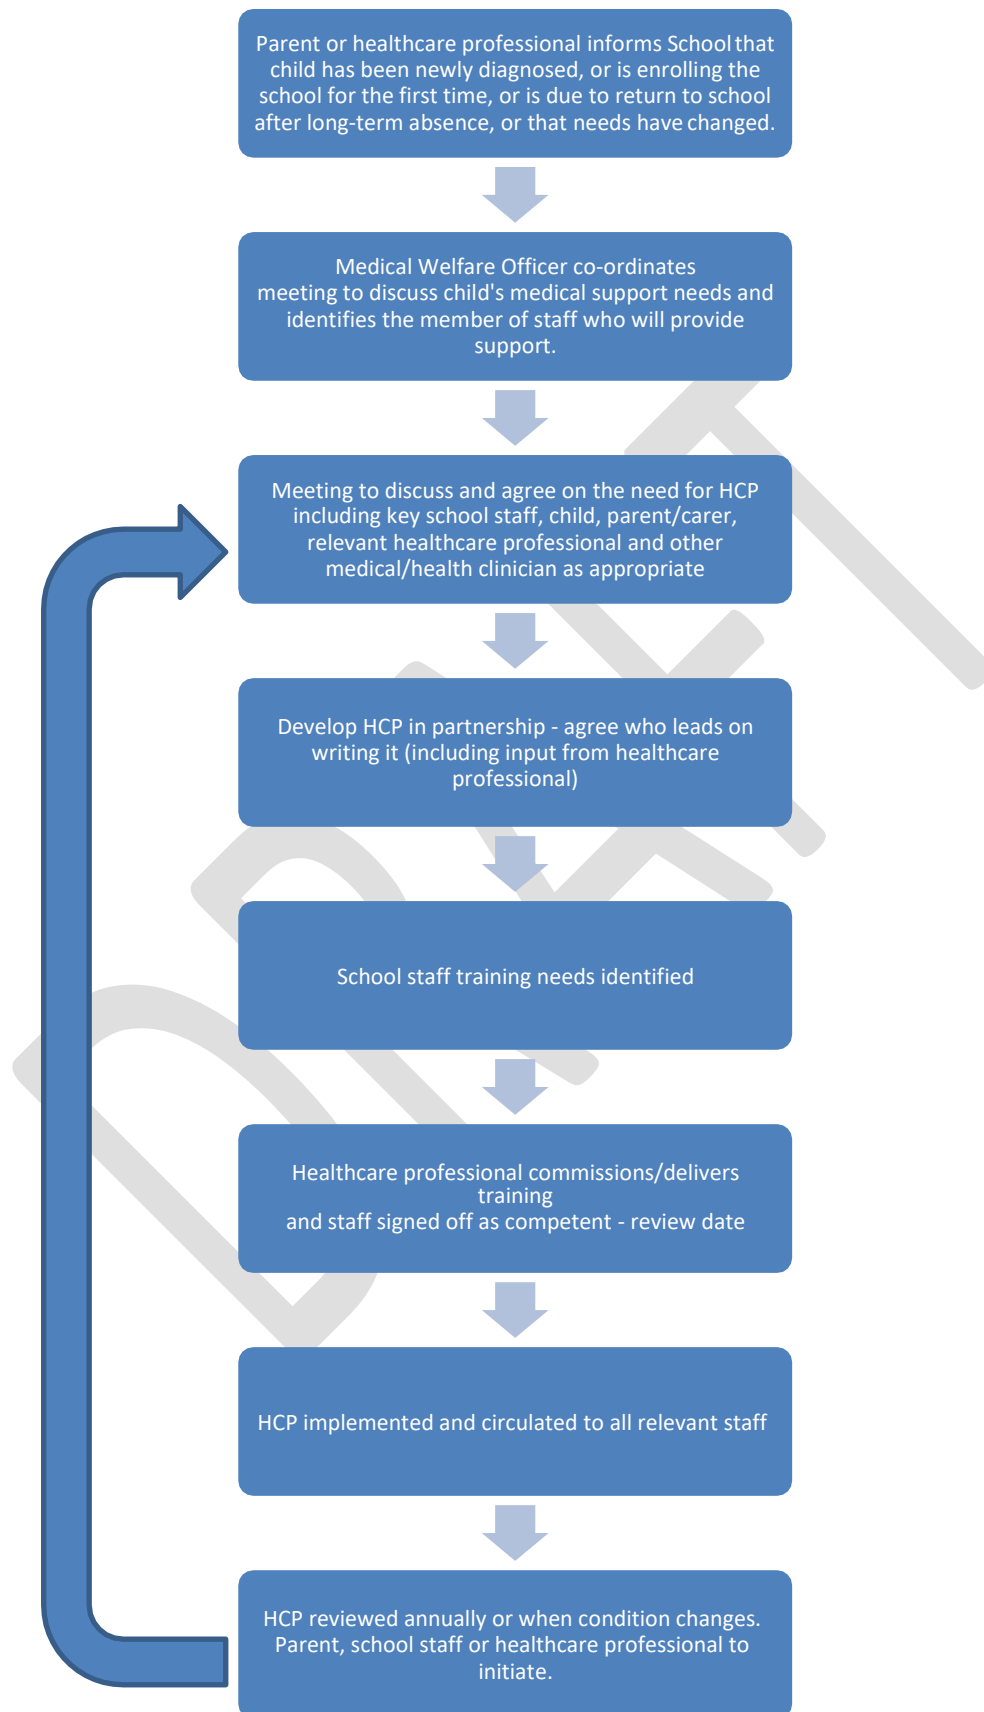 Parent or healthcare professional informs School that
child has been newly diagnosed, or is enrolling the
school for the first time, or is due to return to school
after long-term absence, or that needs have changed.
Medical Welfare Officer co-ordinates
meeting to discuss child's medical support needs and
identifies the member of staff who will provide
support.
Meeting to discuss and agree on the need for HCP
including key school staff, child, parent/carer,
relevant healthcare professional and other
medical/health clinician as appropriate
Develop HCP in partnership - agree who leads on
writing it (including input from healthcare
professional)
School staff training needs identified
Healthcare professional commissions/delivers
training
and staff signed off as competent - review date
HCP implemented and circulated to all relevant staff
HCP reviewed annually or when condition changes.
Parent, school staff or healthcare professional to
initiate.
DRAFT